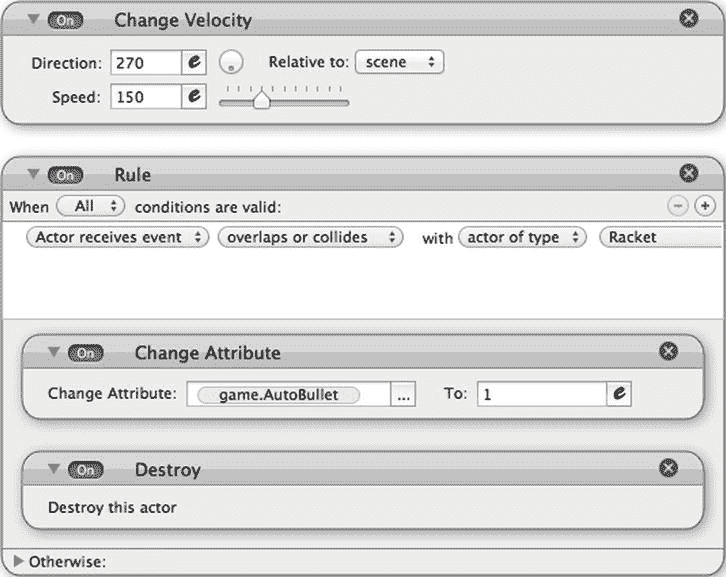 On Change Velocity
Direction: 270 e Relative to: scene
Speed: 150 e
On Rule
When All conditions are valid:
Actor receives event overlaps or collides with actor of type Racket
On Change Attribute
Change Attribute: game.AutoBullet ... To: 1 e
On Destroy
Destroy this actor
Otherwise: